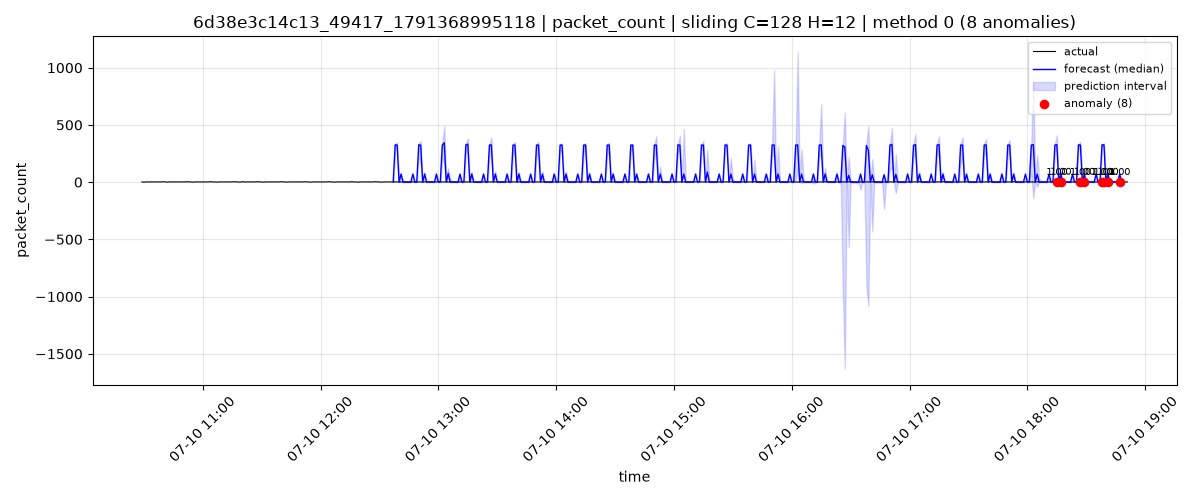 6d38e3c14c13_49417_1791368995118 | packet_count | sliding C=128 H=12 | method 0 (8 anomalies)
actual
forecast (median)
prediction interval
anomaly (8)
packet_count
1000
500
0
−500
−1000
−1500
07-10 11:00
07-10 12:00
07-10 13:00
07-10 14:00
07-10 15:00
07-10 16:00
07-10 17:00
07-10 18:00
07-10 19:00
time